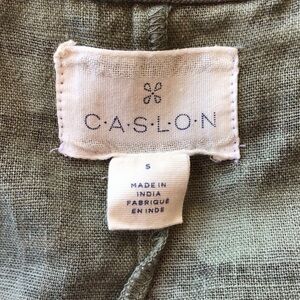 C·A·S·L·O·N
S
MADE IN
INDIA
FABRIQUÉ
EN INDE